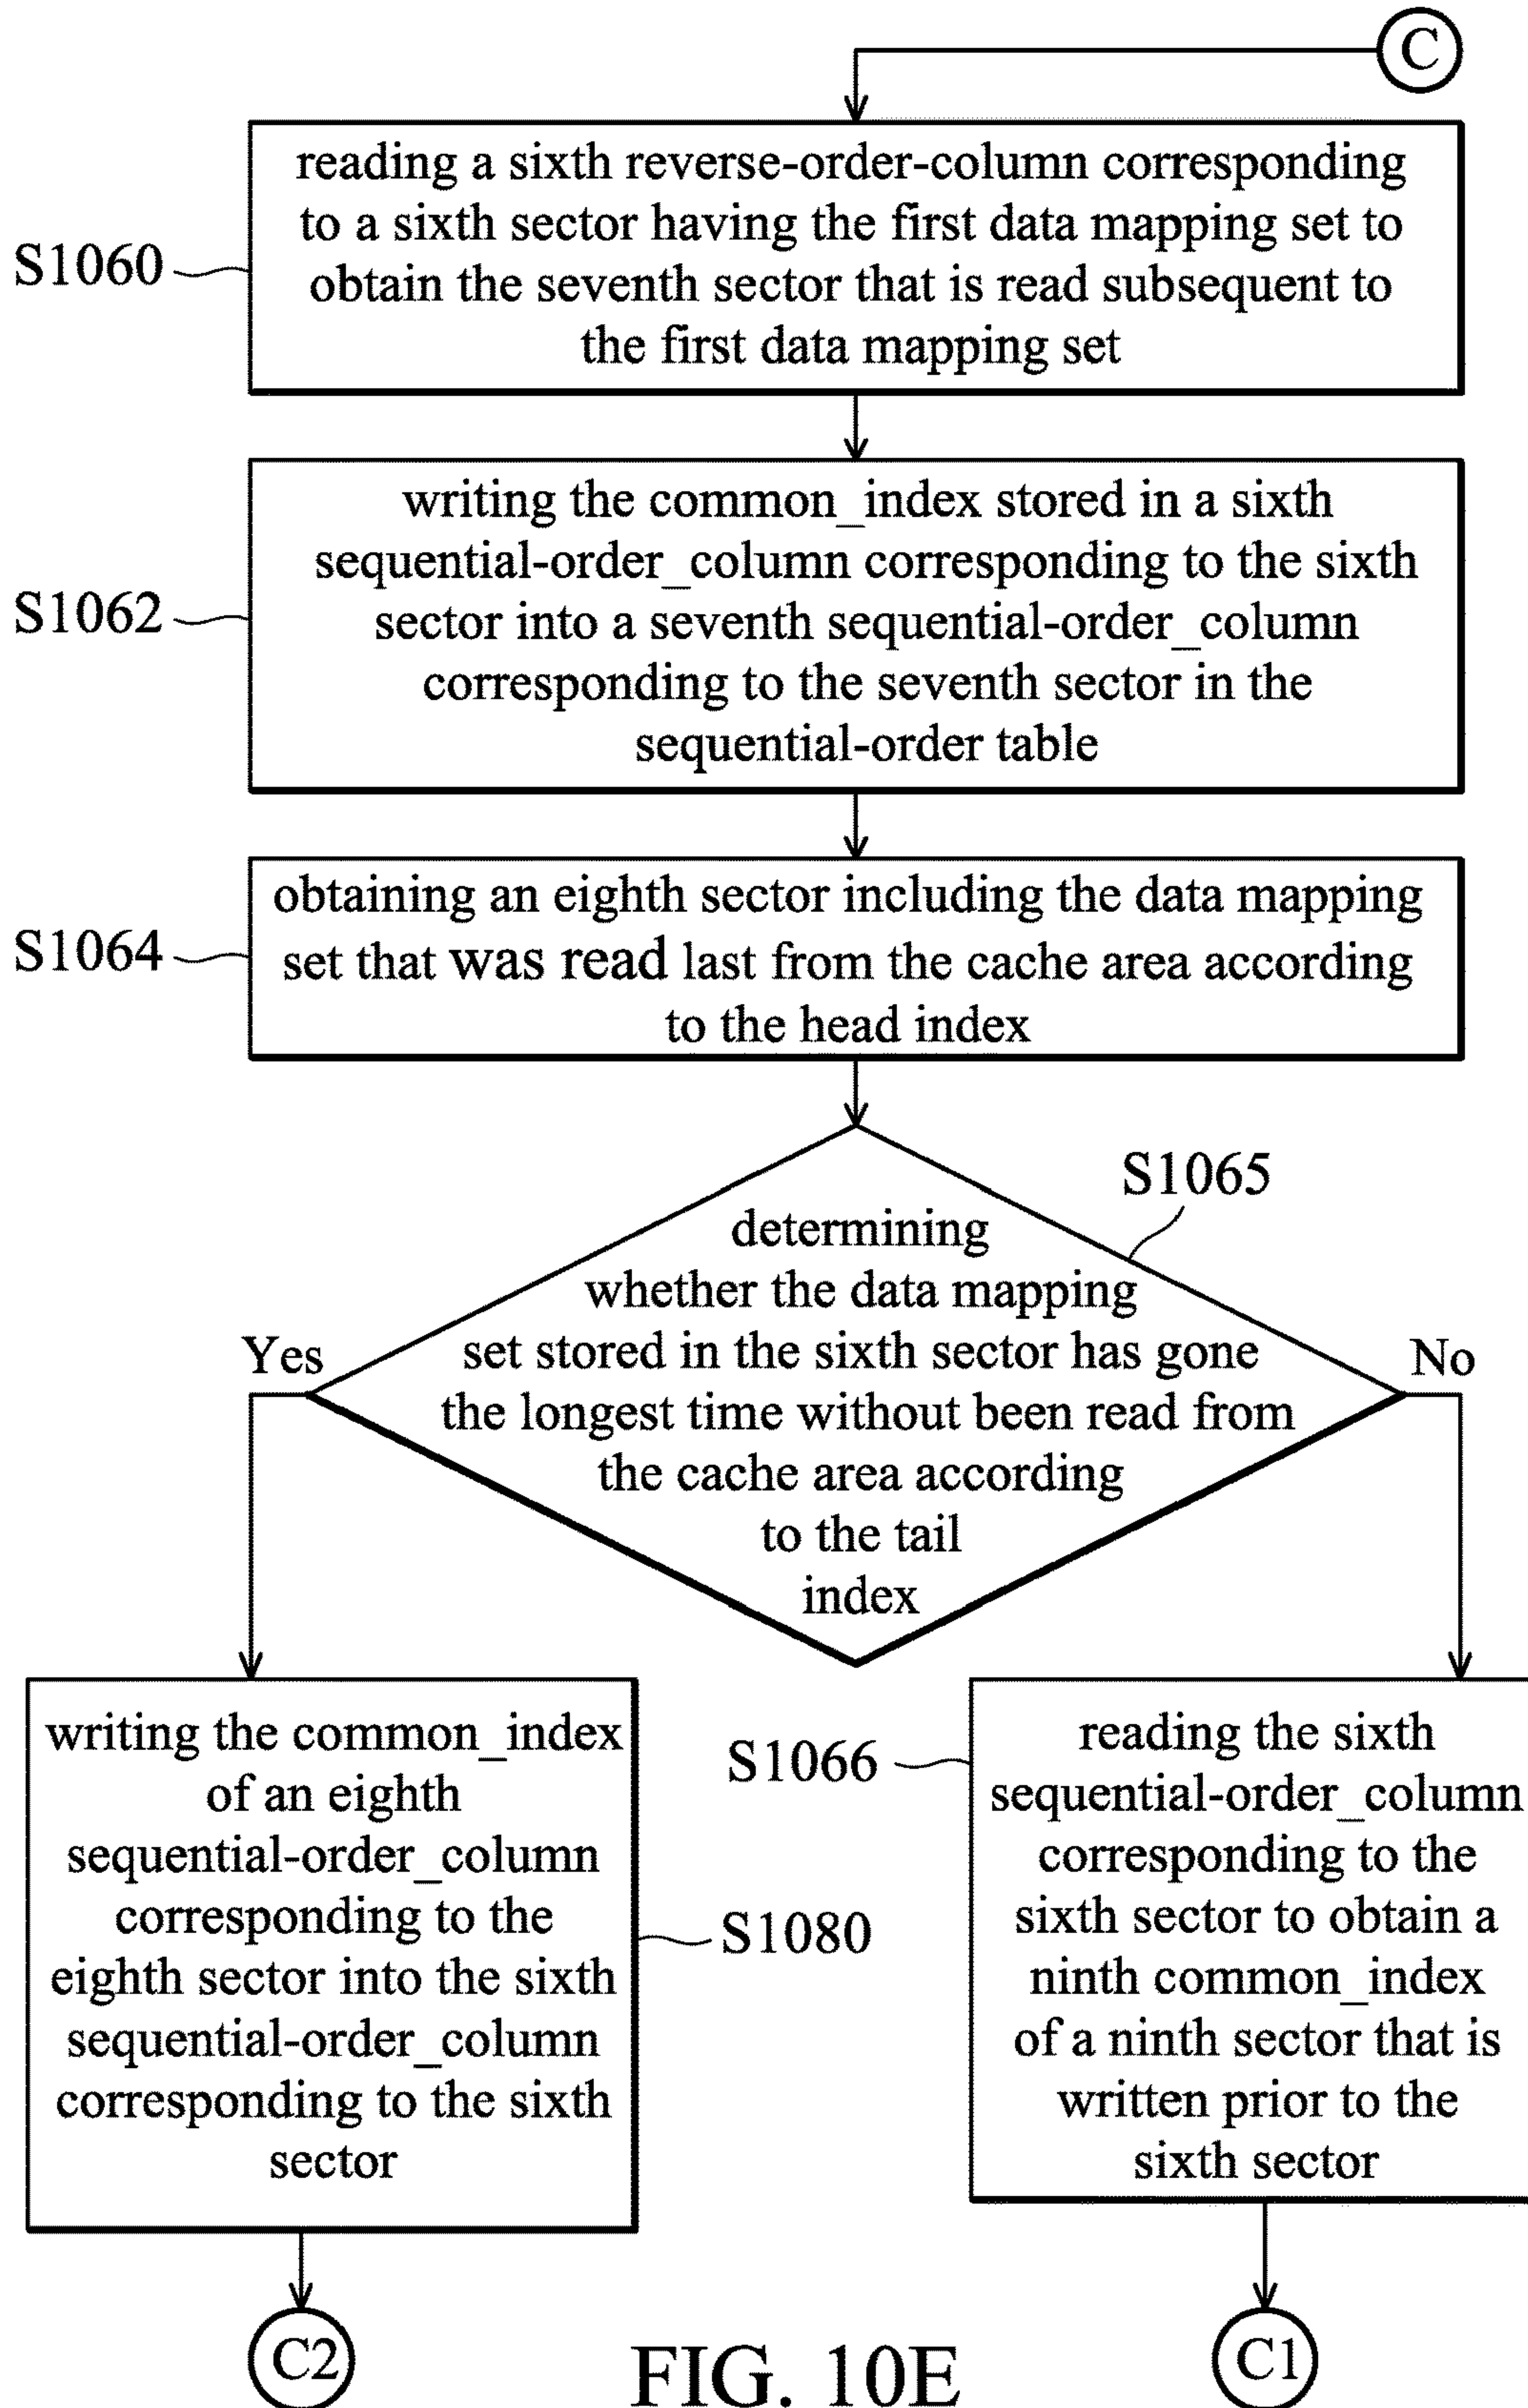 C
reading a sixth reverse-order-column corresponding
to a sixth sector having the first data mapping set to
obtain the seventh sector that is read subsequent to
the first data mapping set
S1060
writing the common_index stored in a sixth
sequential-order_column corresponding to the sixth
sector into a seventh sequential-order_column
corresponding to the seventh sector in the
sequential-order table
S1062
obtaining an eighth sector including the data mapping
set that was read last from the cache area according
to the head index
S1064
S1065
determining
whether the data mapping
set stored in the sixth sector has gone
the longest time without been read from
the cache area according
to the tail
index
Yes
No
writing the common_index
of an eighth
sequential-order_column
corresponding to the
eighth sector into the sixth
sequential-order_column
corresponding to the sixth
sector
S1080
S1066
reading the sixth
sequential-order_column
corresponding to the
sixth sector to obtain a
ninth common_index
of a ninth sector that is
written prior to the
sixth sector
C2
C1
FIG. 10E